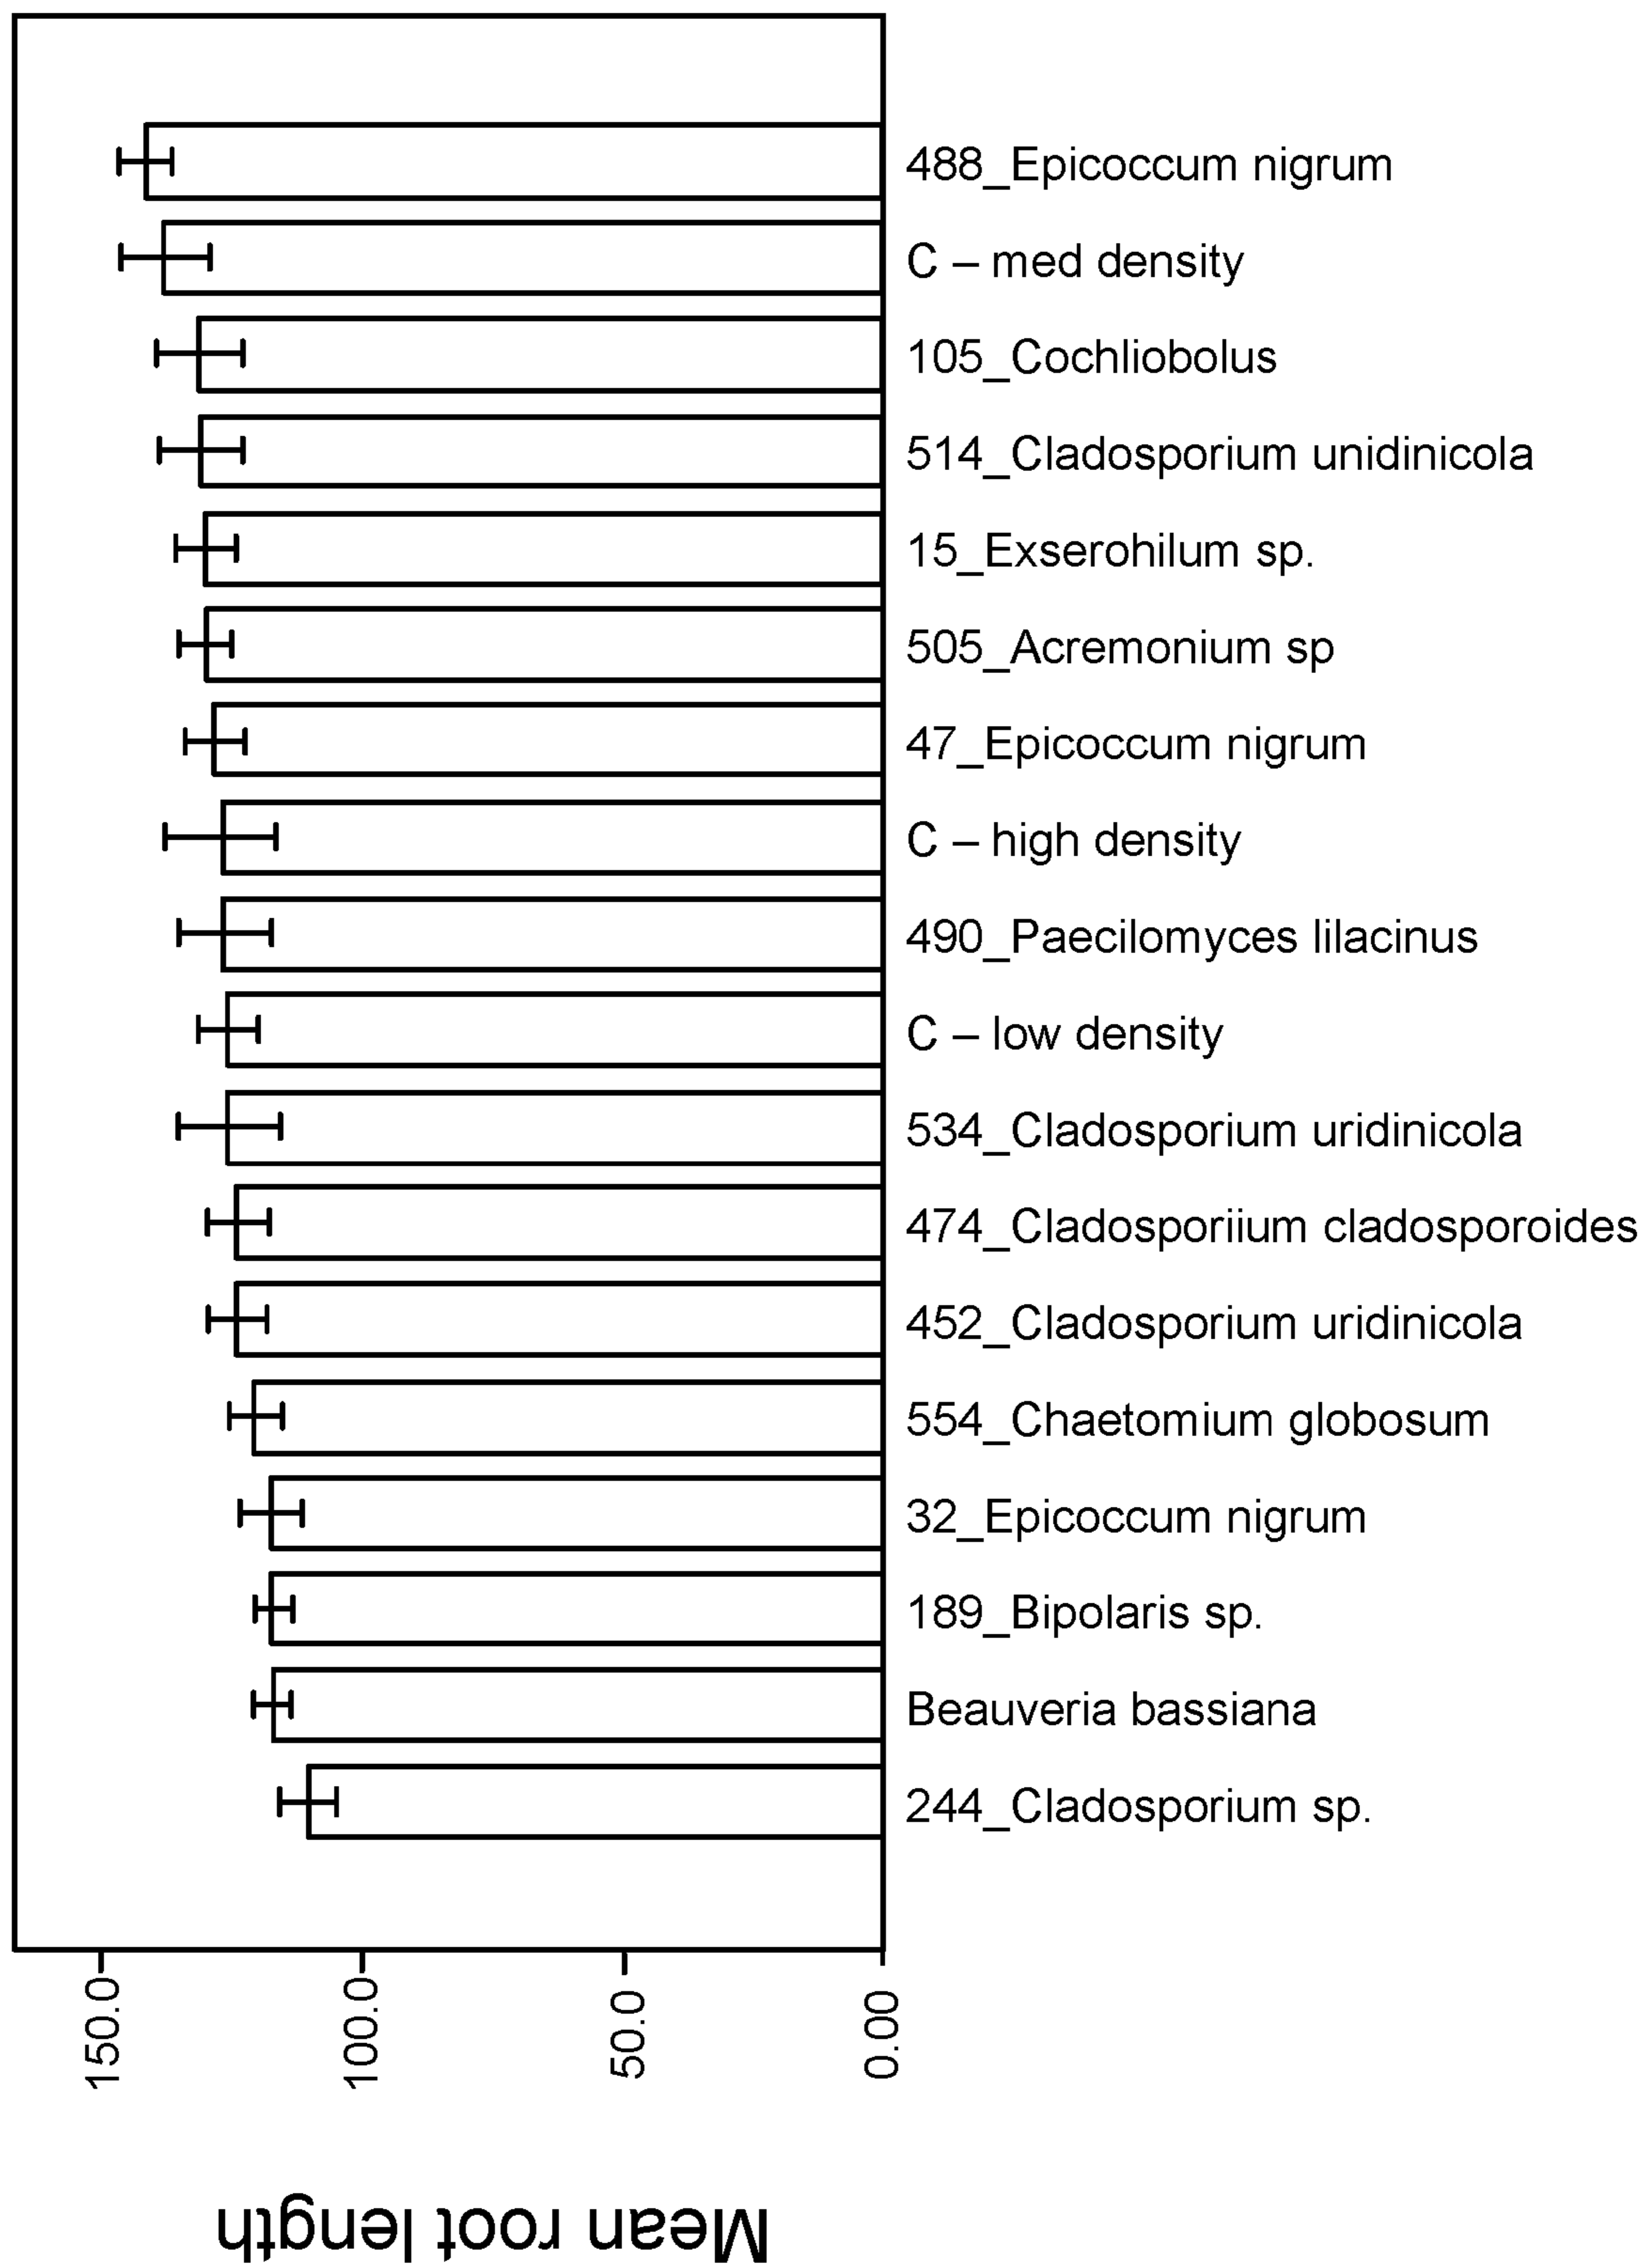 488_Epicoccum nigrum
C – med density
105_Cochliobolus
514_Cladosporium unidinicola
15_Exserohilum sp.
505_Acremonium sp
47_Epicoccum nigrum
C – high density
490_Paecilomyces lilacinus
C – low density
534_Cladosporium uridinicola
474_Cladosporiium cladosporoides
452_Cladosporium uridinicola
554_Chaetomium globosum
32_Epicoccum nigrum
189_Bipolaris sp.
Beauveria bassiana
244_Cladosporium sp.
150.0
100.0
50.0
0.00
Mean root length